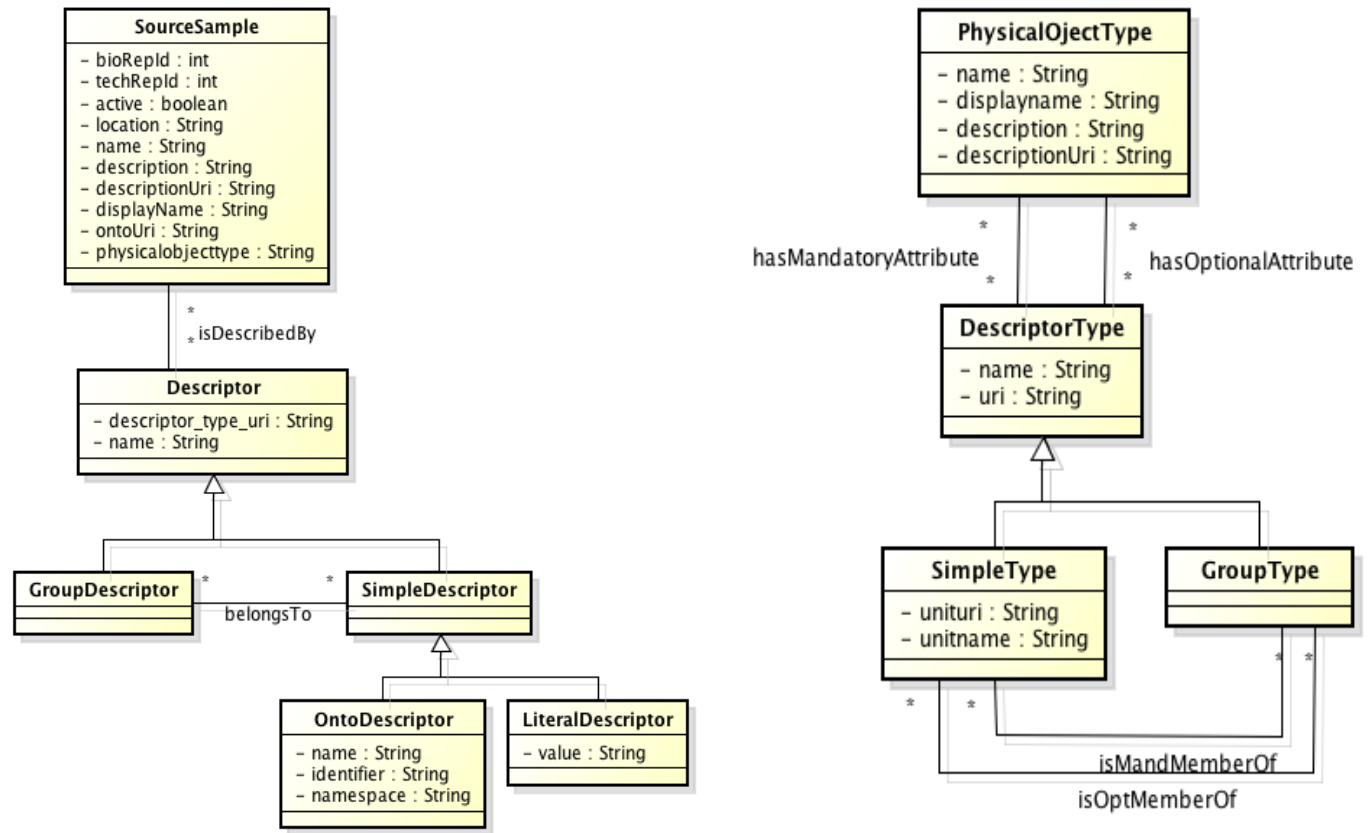 SourceSample
- bioRepId : int
- techRepId : int
- active : boolean
- location : String
- name : String
- description : String
- descriptionUri : String
- displayName : String
- ontoUri : String
- physicalobjecttype : String
*
* isDescribedBy
Descriptor
- descriptor_type_uri : String
- name : String
GroupDescriptor
* *
belongsTo
SimpleDescriptor
OntoDescriptor
- name : String
- identifier : String
- namespace : String
LiteralDescriptor
- value : String
PhysicalOjectType
- name : String
- displayname : String
- description : String
- descriptionUri : String
* *
hasMandatoryAttribute
hasOptionalAttribute
* *
DescriptorType
- name : String
- uri : String
SimpleType
- unituri : String
- unitname : String
GroupType
* *
* *
isMandMemberOf
isOptMemberOf